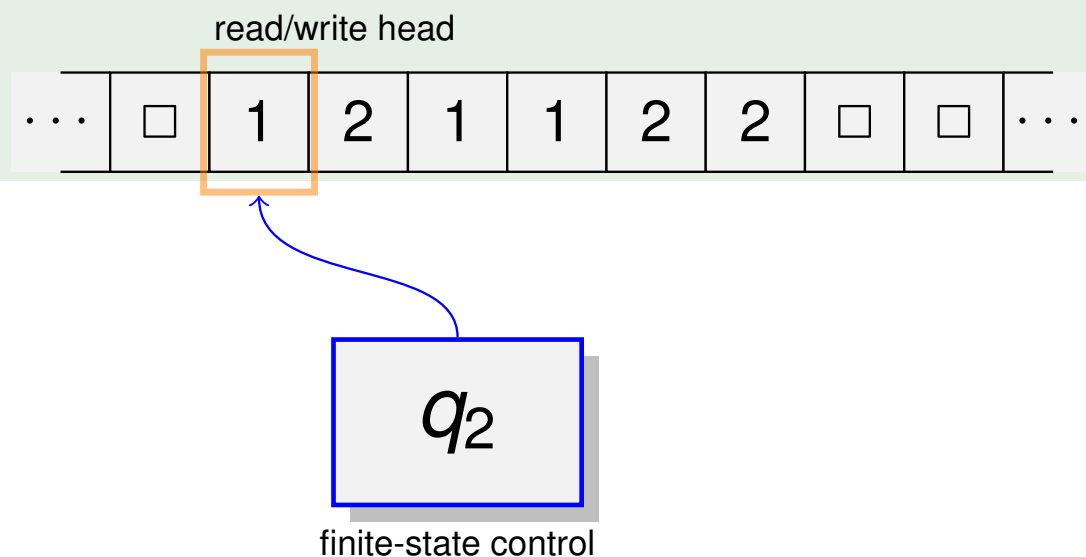 read/write head
··· □ 1 2 1 1 2 2 □ □ ···
q₂
finite-state control